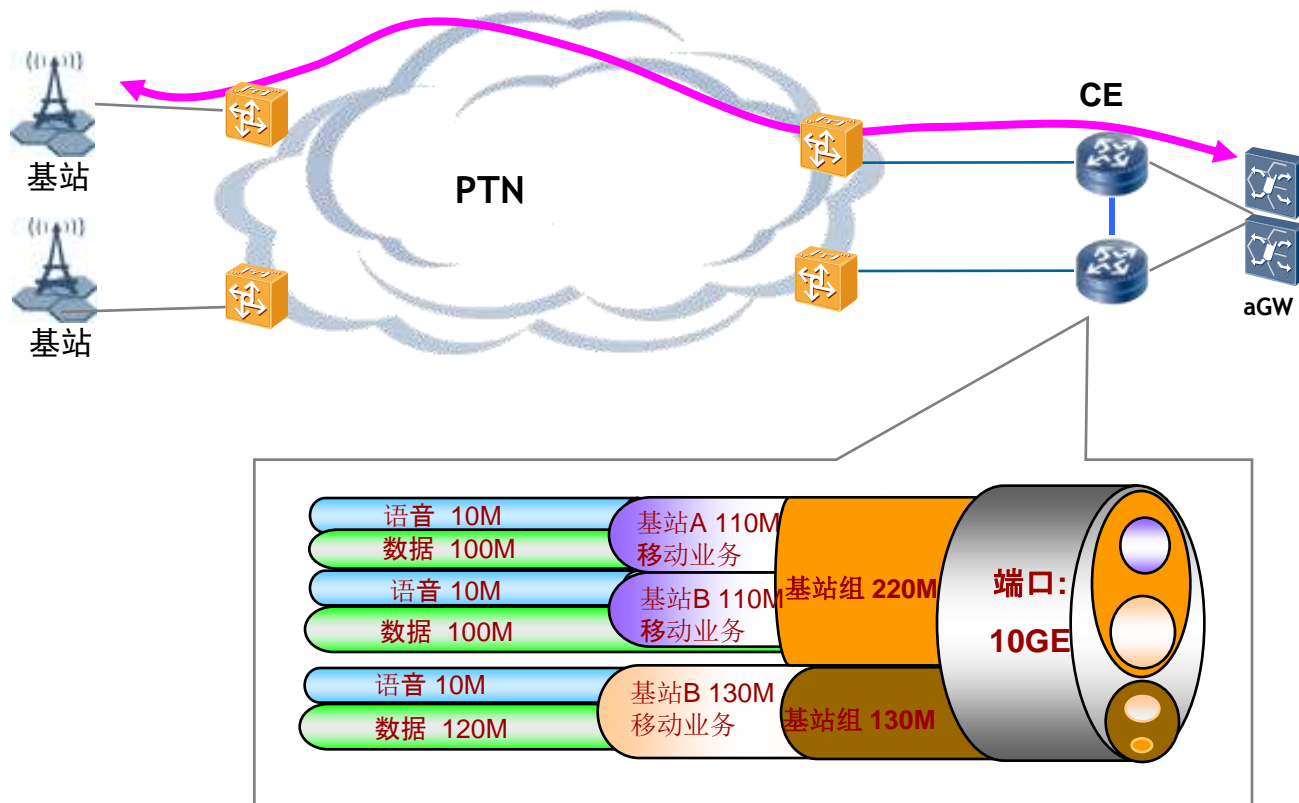 CE
基站
PTN
基站
aGW
语音 10M
数据 100M
语音 10M
数据 100M
语音 10M
数据 120M
基站A 110M
移动业务
基站B 110M
移动业务
基站B 130M
移动业务
基站组 220M
基站组 130M
端口:
10GE